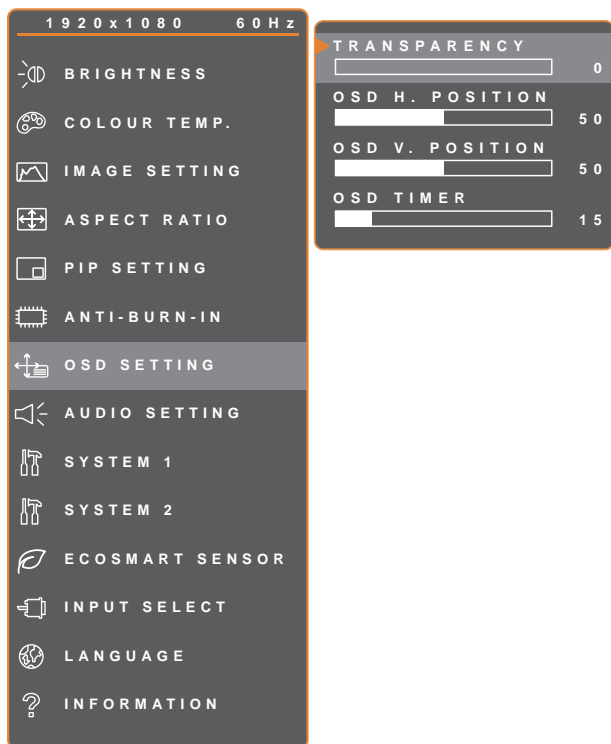 1920x1080 60Hz
BRIGHTNESS
COLOUR TEMP.
IMAGE SETTING
ASPECT RATIO
PIP SETTING
ANTI-BURN-IN
OSD SETTING
AUDIO SETTING
SYSTEM 1
SYSTEM 2
ECOSMART SENSOR
INPUT SELECT
LANGUAGE
INFORMATION
TRANSPARENCY
0
OSD H. POSITION
50
OSD V. POSITION
50
OSD TIMER
15